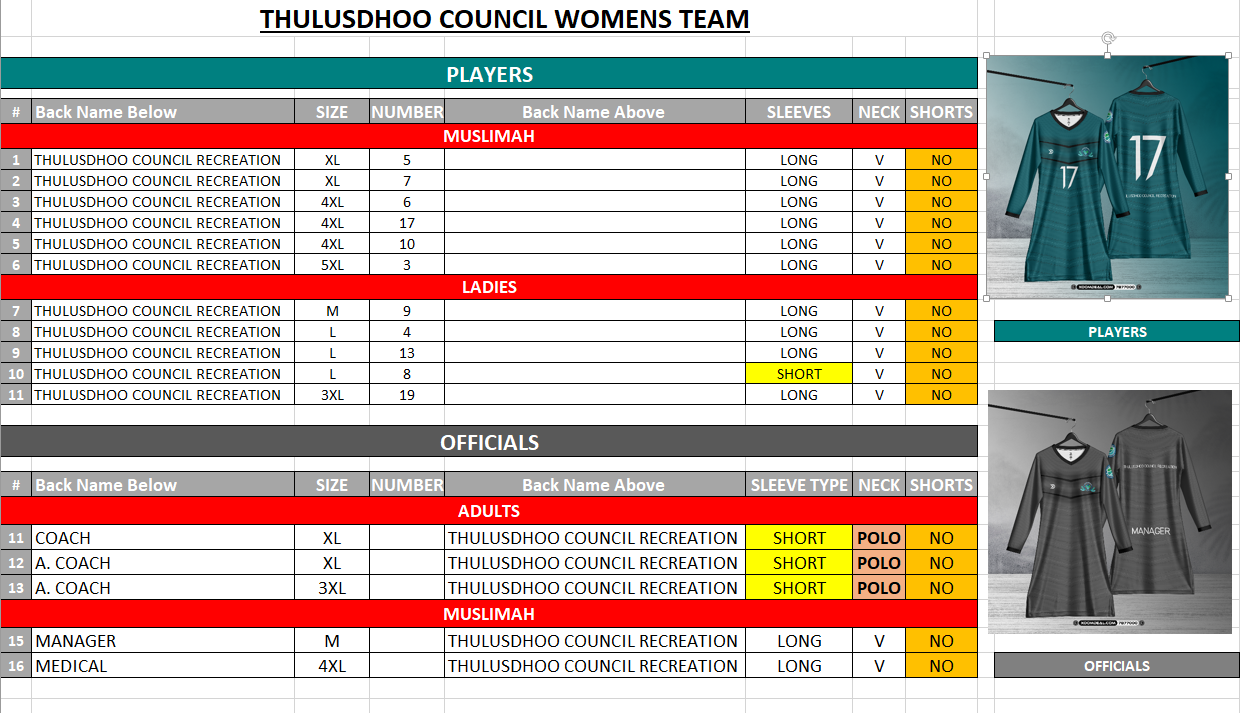 THULUSDHOO COUNCIL WOMENS TEAM
PLAYERS
# Back Name Below SIZE NUMBER Back Name Above SLEEVES NECK SHORTS
MUSLIMAH
1 THULUSDHOO COUNCIL RECREATION XL 5 LONG V NO
2 THULUSDHOO COUNCIL RECREATION XL 7 LONG V NO
3 THULUSDHOO COUNCIL RECREATION 4XL 6 LONG V NO
4 THULUSDHOO COUNCIL RECREATION 4XL 17 LONG V NO
5 THULUSDHOO COUNCIL RECREATION 4XL 10 LONG V NO
6 THULUSDHOO COUNCIL RECREATION 5XL 3 LONG V NO
LADIES
7 THULUSDHOO COUNCIL RECREATION M 9 LONG V NO
8 THULUSDHOO COUNCIL RECREATION L 4 LONG V NO
9 THULUSDHOO COUNCIL RECREATION L 13 LONG V NO
10 THULUSDHOO COUNCIL RECREATION L 8 SHORT V NO
11 THULUSDHOO COUNCIL RECREATION 3XL 19 LONG V NO
OFFICIALS
# Back Name Below SIZE NUMBER Back Name Above SLEEVE TYPE NECK SHORTS
ADULTS
11 COACH XL THULUSDHOO COUNCIL RECREATION SHORT POLO NO
12 A. COACH XL THULUSDHOO COUNCIL RECREATION SHORT POLO NO
13 A. COACH 3XL THULUSDHOO COUNCIL RECREATION SHORT POLO NO
MUSLIMAH
15 MANAGER M THULUSDHOO COUNCIL RECREATION LONG V NO
16 MEDICAL 4XL THULUSDHOO COUNCIL RECREATION LONG V NO
17
17
COUNCIL RECREATION
PLAYERS
THULUSDHOO COUNCIL RECREATION
MANAGER
OFFICIALS